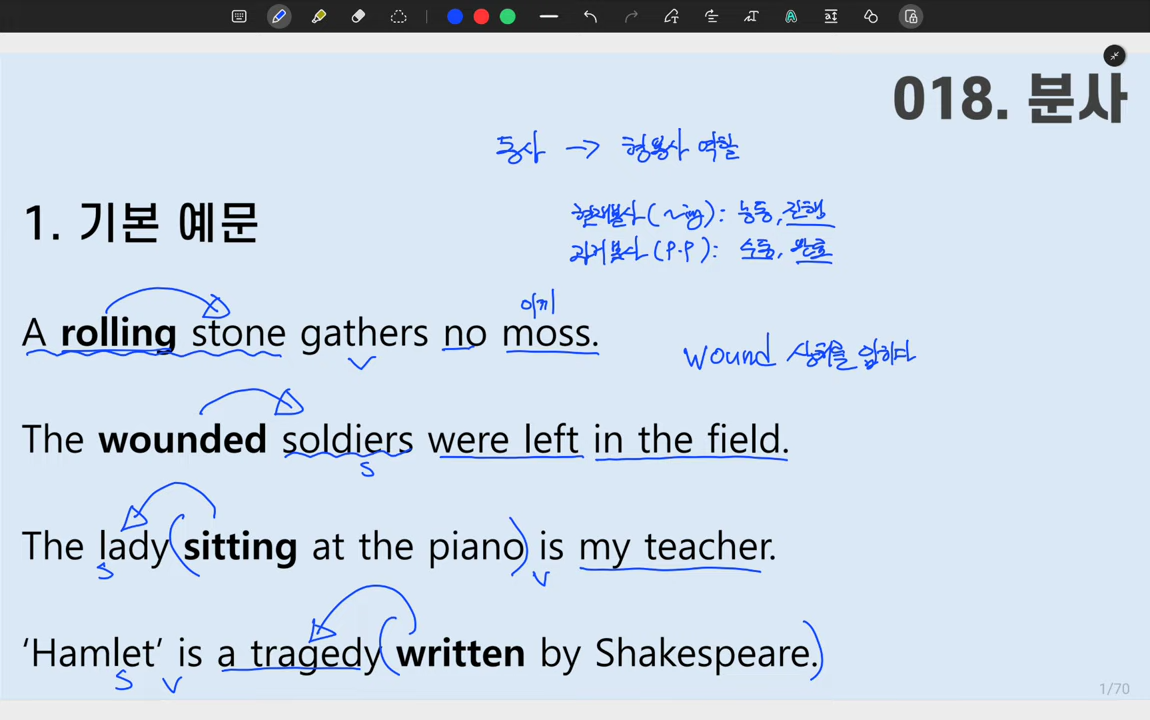 018. 분사
동사 → 형용사 역할
1. 기본 예문
현재분사(~ing): 능동, 진행
과거분사(P.P): 수동, 완료
이끼
A rolling stone gathers no moss.
V
wound 상처를 입히다
The wounded soldiers were left in the field.
S
The lady (sitting at the piano) is my teacher.
S V
‘Hamlet’ is a tragedy (written by Shakespeare.)
S V
1/70